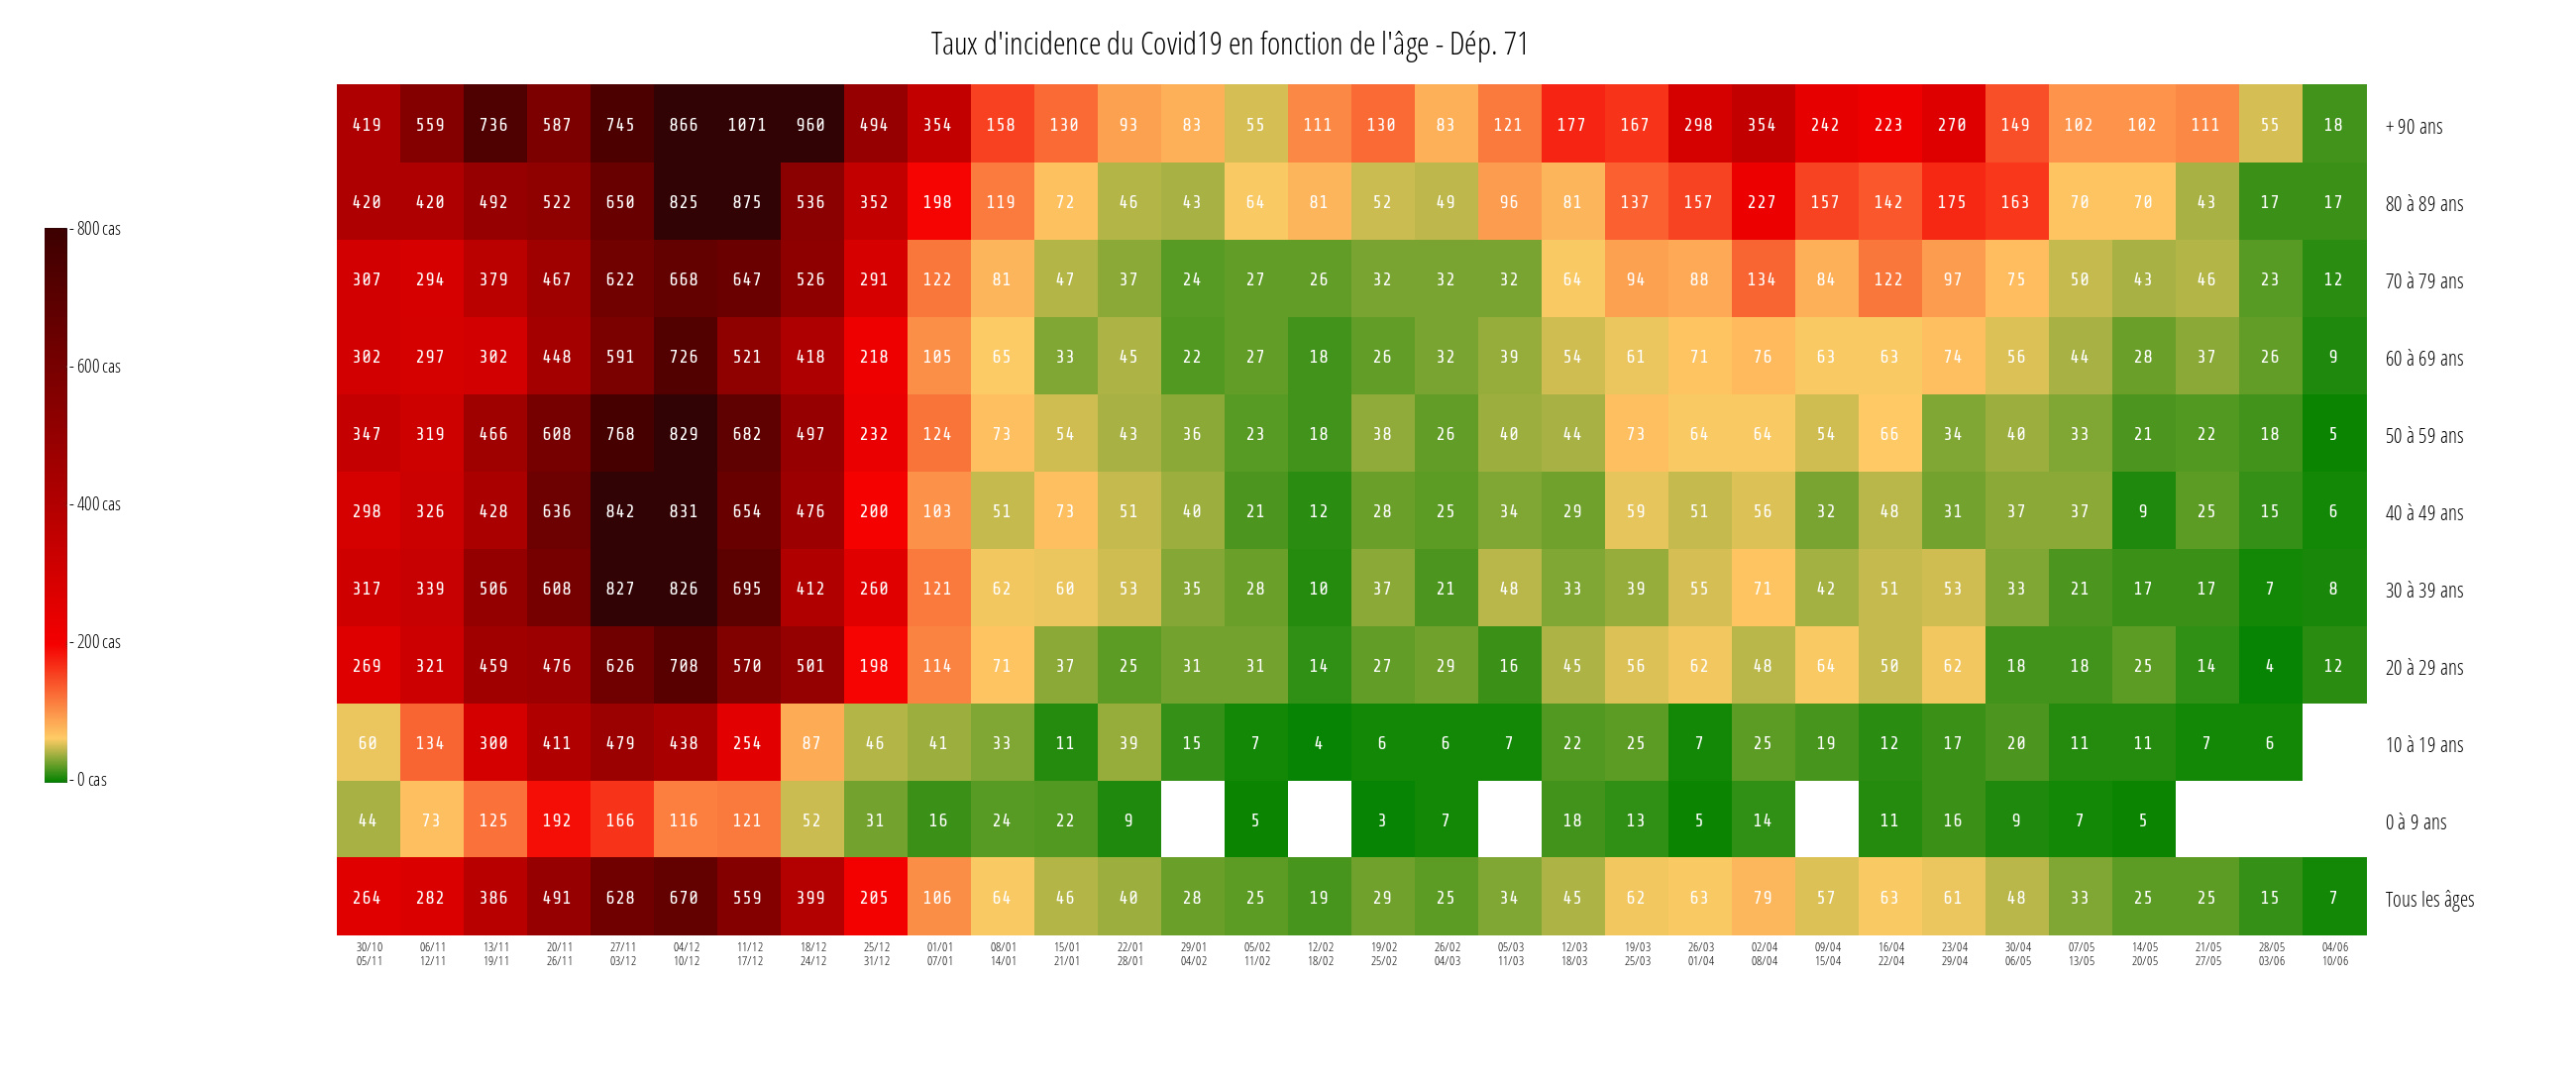 Taux d'incidence du Covid19 en fonction de l'âge - Dép. 71
- 800 cas
- 600 cas
- 400 cas
- 200 cas
- 0 cas
419 559 736 587 745 866 1071 960 494 354 158 130 93 83 55 111 130 83 121 177 167 298 354 242 223 270 149 102 102 111 55 18 + 90 ans
420 420 492 522 650 825 875 536 352 198 119 72 46 43 64 81 52 49 96 81 137 157 227 157 142 175 163 70 70 43 17 17 80 à 89 ans
307 294 379 467 622 668 647 526 291 122 81 47 37 24 27 26 32 32 32 64 94 88 134 84 122 97 75 50 43 46 23 12 70 à 79 ans
302 297 302 448 591 726 521 418 218 105 65 33 45 22 27 18 26 32 39 54 61 71 76 63 63 74 56 44 28 37 26 9 60 à 69 ans
347 319 466 608 768 829 682 497 232 124 73 54 43 36 23 18 38 26 40 44 73 64 64 54 66 34 40 33 21 22 18 5 50 à 59 ans
298 326 428 636 842 831 654 476 200 103 51 73 51 40 21 12 28 25 34 29 59 51 56 32 48 31 37 37 9 25 15 6 40 à 49 ans
317 339 506 608 827 826 695 412 260 121 62 60 53 35 28 10 37 21 48 33 39 55 71 42 51 53 33 21 17 17 7 8 30 à 39 ans
269 321 459 476 626 708 570 501 198 114 71 37 25 31 31 14 27 29 16 45 56 62 48 64 50 62 18 18 25 14 4 12 20 à 29 ans
60 134 300 411 479 438 254 87 46 41 33 11 39 15 7 4 6 6 7 22 25 7 25 19 12 17 20 11 11 7 6 10 à 19 ans
44 73 125 192 166 116 121 52 31 16 24 22 9 5 3 7 18 13 5 14 11 16 9 7 5 0 à 9 ans
264 282 386 491 628 670 559 399 205 106 64 46 40 28 25 19 29 25 34 45 62 63 79 57 63 61 48 33 25 25 15 7 Tous les âges
30/10 06/11 13/11 20/11 27/11 04/12 11/12 18/12 25/12 01/01 08/01 15/01 22/01 29/01 05/02 12/02 19/02 26/02 05/03 12/03 19/03 26/03 02/04 09/04 16/04 23/04 30/04 07/05 14/05 21/05 28/05 04/06
05/11 12/11 19/11 26/11 03/12 10/12 17/12 24/12 31/12 07/01 14/01 21/01 28/01 04/02 11/02 18/02 25/02 04/03 11/03 18/03 25/03 01/04 08/04 15/04 22/04 29/04 06/05 13/05 20/05 27/05 03/06 10/06